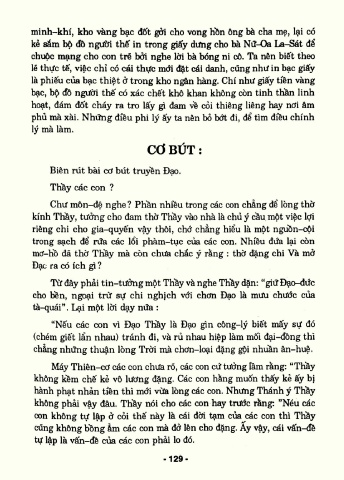 minh–khí, kho vàng bạc đốt gởi cho vong hồn ông bà cha mẹ, lại có
kẻ sắm bộ đồ người thế in trong giấy dưng cho bà Nữ–Oa La–Sát để
chuộc mạng cho con trẻ bởi nghe lời bà bóng ni cô. Ta nên biết theo
lẻ thực tế, việc chỉ có cái thực mới đặt cái danh, cũng như in bạc giấy
là phiếu của bạc thiệt ở trong kho ngân hàng. Chí như giấy tiền vàng
bạc, bộ đồ người thế có xác chết khô khan không còn tinh thần linh
hoạt, dám đốt cháy ra tro lấy gì đam về cỏi thiêng liêng hay nơi âm
phủ mà xài. Những điều phi lý ấy ta nên bỏ bớt đi, để tìm điều chính
lý mà làm.
CƠ BÚT :
Biên rút bài cơ bút truyền Đạo.
Thầy các con ?
Chư môn–đệ nghe? Phần nhiều trong các con chẳng để lòng thờ
kính Thầy, tưởng cho đam thờ Thầy vào nhà là chủ ý cầu một việc lợi
riêng chi cho gia–quyến vậy thôi, chớ chẳng hiểu là một nguồn–cội
trong sạch để rửa các lổi phàm–tục của các con. Nhiều đứa lại còn
mơ–hồ đã thờ Thầy mà còn chưa chắc ý rằng : thờ đặng chi Và mở
Đạo ra có ích gì?
Từ đây phải tin–tưởng một Thầy và nghe Thầy dặn: “giữ Đạo–đức
cho bền, ngoại trừ sự chi nghịch với chơn Đạo là mưu chước của
tà–quái”. Lại một lời dạy nữa :
“Nếu các con vì Đạo Thầy là Đạo gìn công–lý biết mấy sự đó
(chém giết lẩn nhau) tránh đi, và rủ nhau hiệp làm mối đại–đồng thì
chẳng những thuận lòng Trời mà chơn–loại đặng gội nhuần ân–huệ.
Máy Thiên–cơ các con chưa rỏ, các con cứ tưởng lầm rằng: “Thầy
không kềm chế kẻ vô lương đặng. Các con hằng muốn thấy kẻ ấy bị
hành phạt nhản tiền thì mới vừa lòng các con. Nhưng Thánh ý Thầy
không phải vậy đâu. Thầy nói cho các con hay trước rằng: “Nếu các
con không tự lập ở cỏi thế này là cái đời tạm của các con thì Thầy
cũng không bồng ẳm các con mà đở lên cho đặng. Ấy vậy, cái vấn–đề
tự lập là vấn–đề của các con phải lo đó.
- 129 -